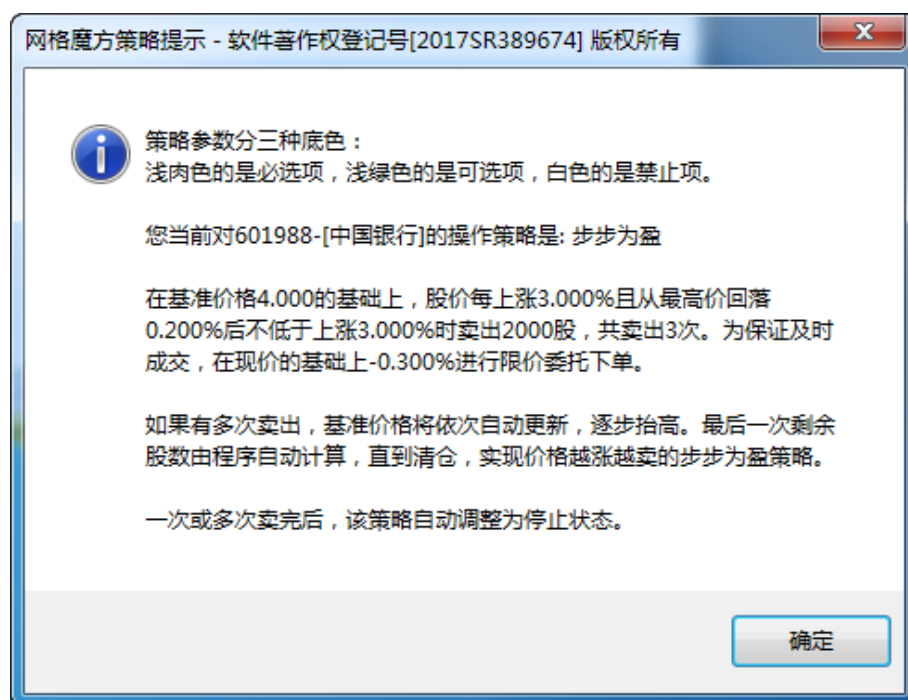 网格魔方策略提示 - 软件著作权登记号[2017SR389674] 版权所有
策略参数分三种底色：
浅肉色的是必选项，浅绿色的是可选项，白色的是禁止项。
您当前对601988-[中国银行]的操作策略是: 步步为盈
在基准价格4.000的基础上，股价每上涨3.000%且从最高价回落
0.200%后不低于上涨3.000%时卖出2000股，共卖出3次。为保证及时
成交，在现价的基础上-0.300%进行限价委托下单。
如果有多次卖出，基准价格将依次自动更新，逐步抬高。最后一次剩余
股数由程序自动计算，直到清仓，实现价格越涨越卖的步步为盈策略。
一次或多次卖完后，该策略自动调整为停止状态。
确定